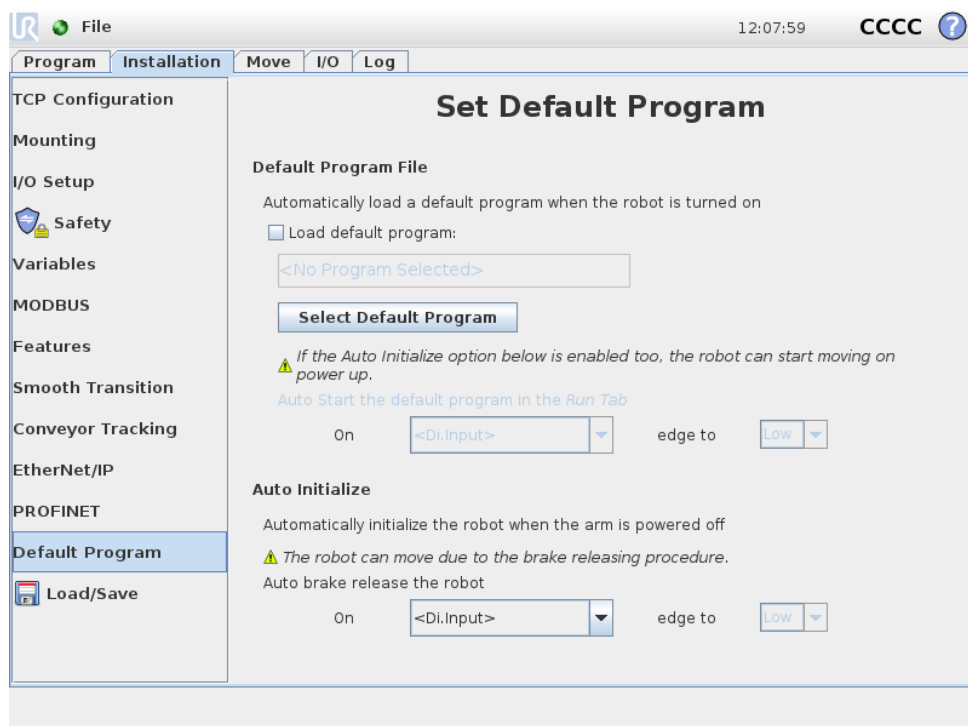 UR File 12:07:59 CCCC ?
Program Installation Move I/O Log
TCP Configuration
Mounting
I/O Setup
Safety
Variables
MODBUS
Features
Smooth Transition
Conveyor Tracking
EtherNet/IP
PROFINET
Default Program
Load/Save
Set Default Program
Default Program File
Automatically load a default program when the robot is turned on
Load default program:
<No Program Selected>
Select Default Program
If the Auto Initialize option below is enabled too, the robot can start moving on
power up.
Auto Start the default program in the Run Tab
On <Di.Input> edge to Low
Auto Initialize
Automatically initialize the robot when the arm is powered off
The robot can move due to the brake releasing procedure.
Auto brake release the robot
On <Di.Input> edge to Low